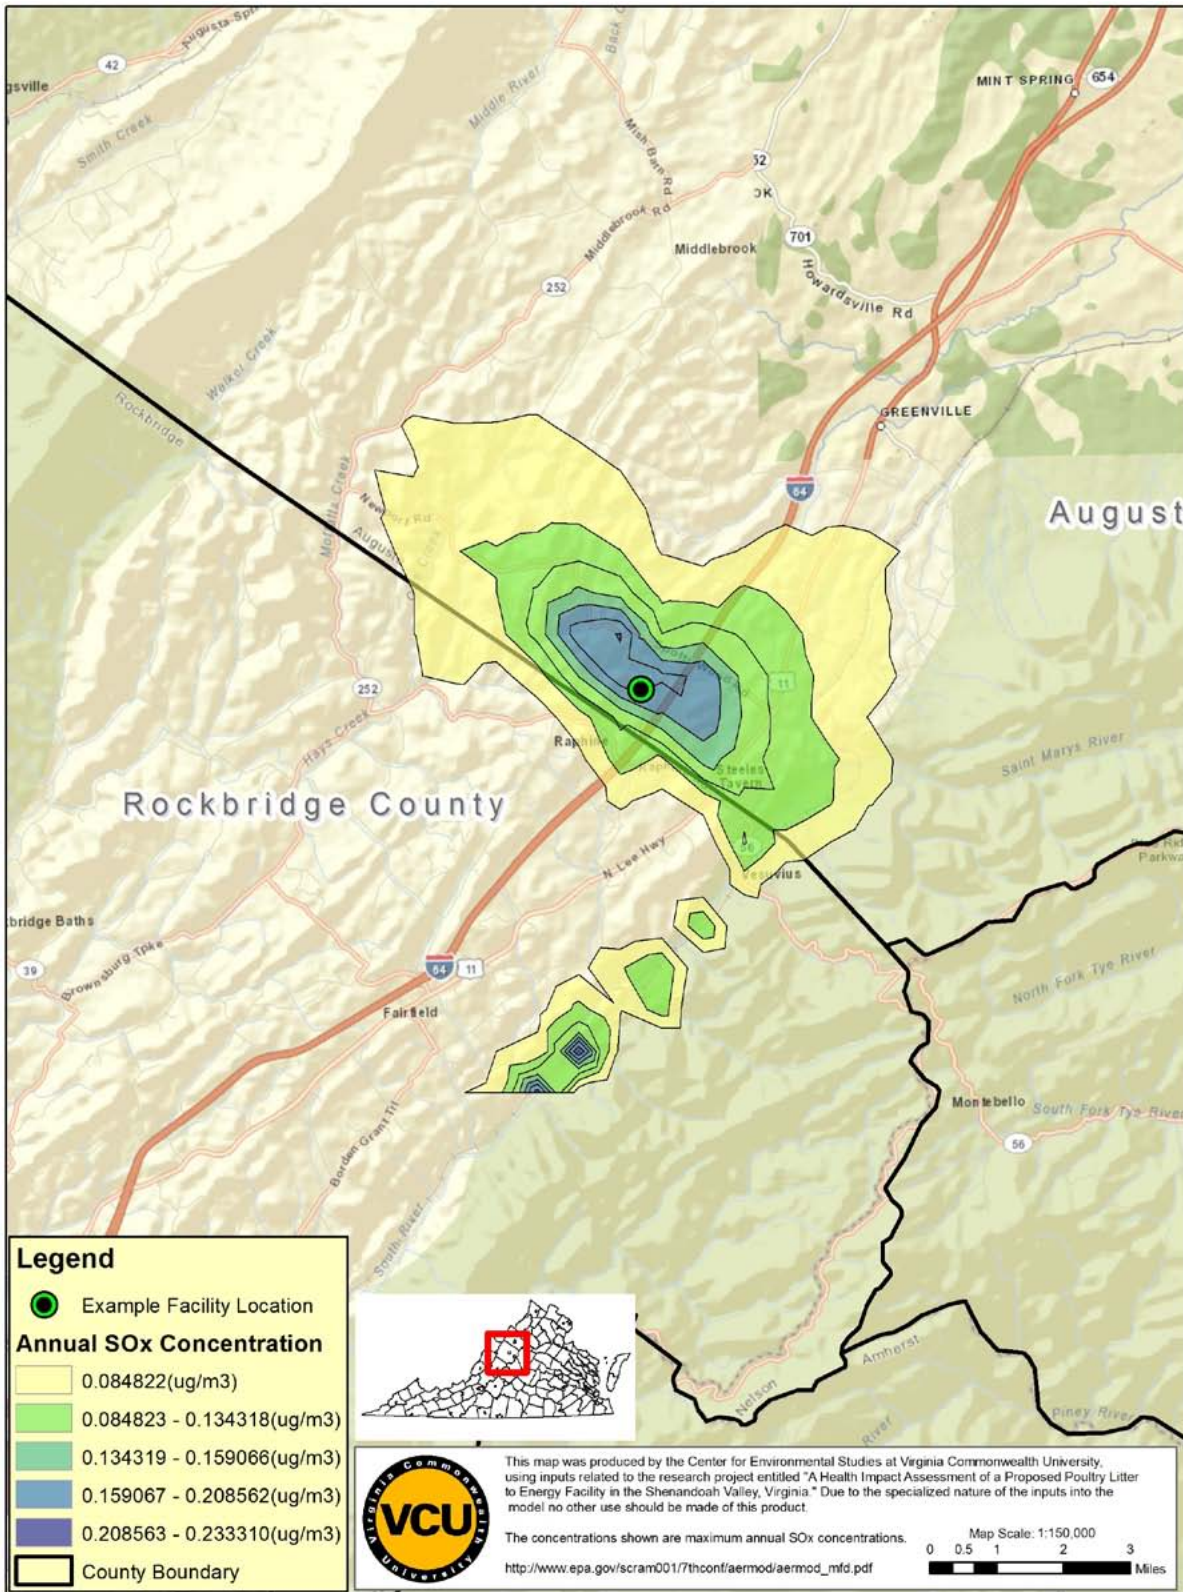 Augusta Spri
42
gsville
Smith Creek
Middle River
Back C
Mish Barn Rd
MINT SPRING
654
52
OK
Middlebrook Rd
Middlebrook
701
Howardsville Rd
252
Walker Creek
Rockbridge
GREENVILLE
64
August
Moffatts Creek
Newport Rd
August
252
Hays Creek
11
Raphine
Steeles
Tavern
Saint Marys River
Rockbridge County
N Lee Hwy
56
Vesuvius
Parkwa
kbridge Baths
39
Brownsburg Tpke
64
11
Fairfield
North Fork Tye River
Borden Grant Trl
Montebello
South Fork Tye River
56
South River
Amherst
Nelson
River
Piney River
Legend
Example Facility Location
Annual SOx Concentration
0.084822(ug/m3)
0.084823 - 0.134318(ug/m3)
0.134319 - 0.159066(ug/m3)
0.159067 - 0.208562(ug/m3)
0.208563 - 0.233310(ug/m3)
County Boundary
Virginia Commonwealth University
VCU
This map was produced by the Center for Environmental Studies at Virginia Commonwealth University,
using inputs related to the research project entitled "A Health Impact Assessment of a Proposed Poultry Litter
to Energy Facility in the Shenandoah Valley, Virginia." Due to the specialized nature of the inputs into the
model no other use should be made of this product.
The concentrations shown are maximum annual SOx concentrations.
http://www.epa.gov/scram001/7thconf/aermod/aermod_mfd.pdf
Map Scale: 1:150,000
0 0.5 1 2 3
Miles